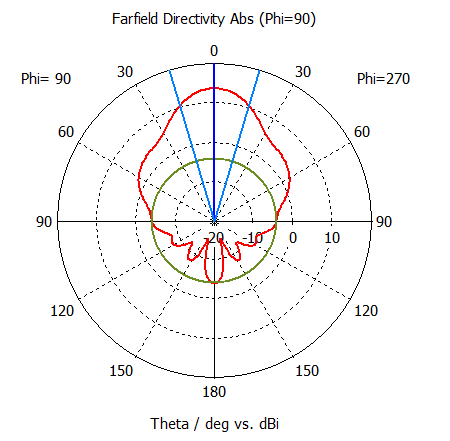 Farfield Directivity Abs (Phi=90)
0
30 30
Phi= 90 Phi=270
60 60
90 90
-20 -10 0 10
120 120
150 150
180
Theta / deg vs. dBi